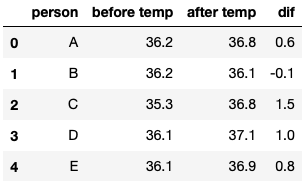 person before temp after temp dif
0 A 36.2 36.8 0.6
1 B 36.2 36.1 -0.1
2 C 35.3 36.8 1.5
3 D 36.1 37.1 1.0
4 E 36.1 36.9 0.8